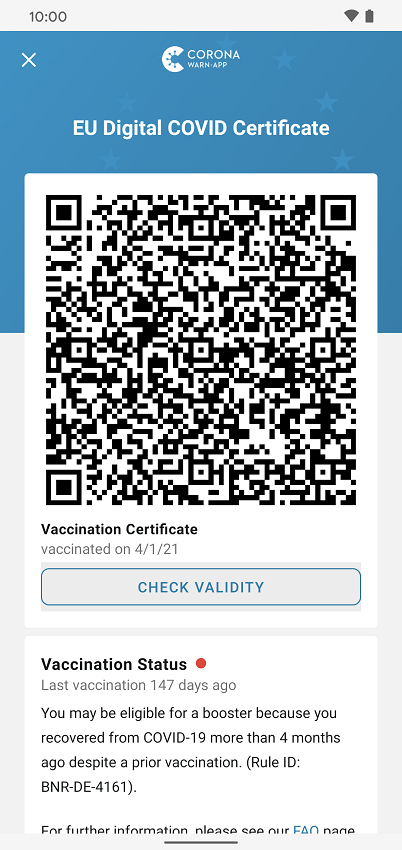 10:00
CORONA
WARN-APP
EU Digital COVID Certificate
Vaccination Certificate
vaccinated on 4/1/21
CHECK VALIDITY
Vaccination Status
Last vaccination 147 days ago
You may be eligible for a booster because you
recovered from COVID-19 more than 4 months
ago despite a prior vaccination. (Rule ID:
BNR-DE-4161).
For further information, please see our FAQ page